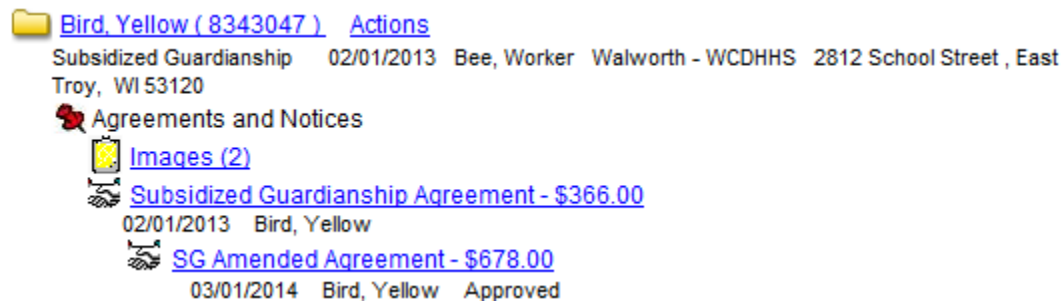 Bird, Yellow ( 8343047 ) Actions
Subsidized Guardianship 02/01/2013 Bee, Worker Walworth - WCDHHS 2812 School Street , East
Troy, WI 53120
Agreements and Notices
Images (2)
Subsidized Guardianship Agreement - $366.00
02/01/2013 Bird, Yellow
SG Amended Agreement - $678.00
03/01/2014 Bird, Yellow Approved